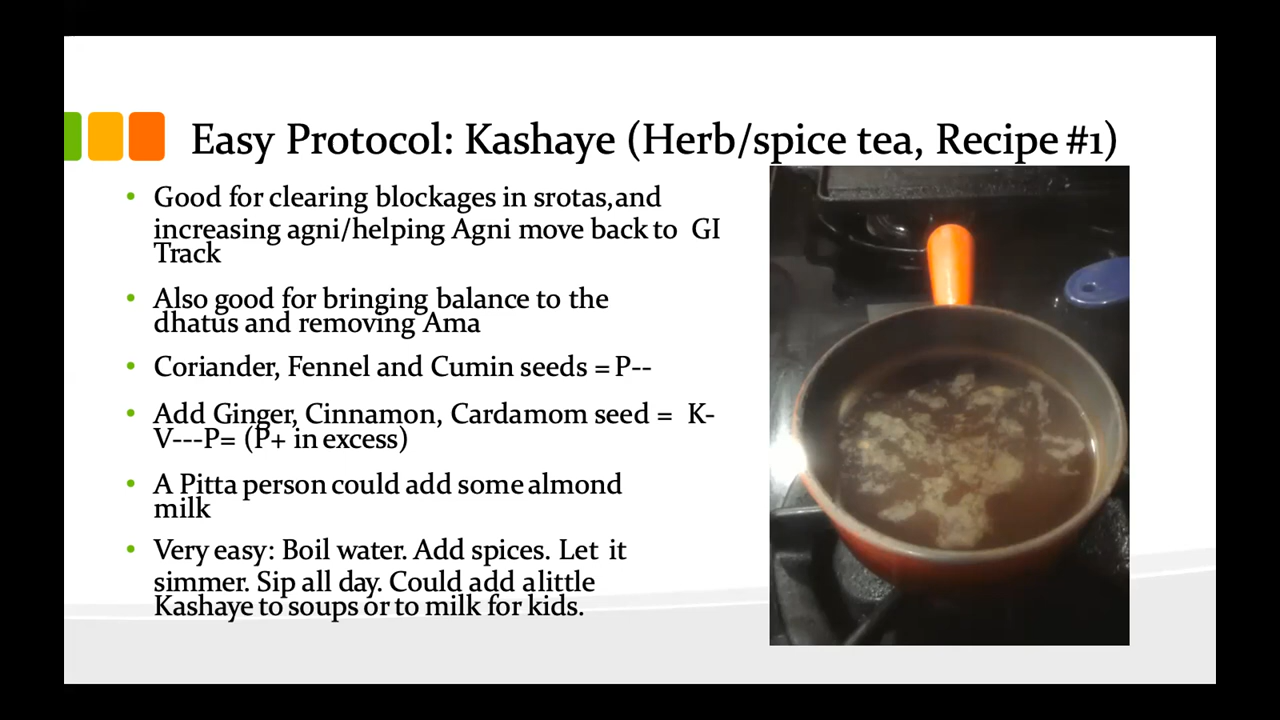 Easy Protocol: Kashaye (Herb/spice tea, Recipe #1)
• Good for clearing blockages in srotas,and
increasing agni/helping Agni move back to GI
Track
• Also good for bringing balance to the
dhatus and removing Ama
• Coriander, Fennel and Cumin seeds = P--
• Add Ginger, Cinnamon, Cardamom seed = K-
V---P= (P+ in excess)
• A Pitta person could add some almond
milk
• Very easy: Boil water. Add spices. Let it
simmer. Sip all day. Could add a little
Kashaye to soups or to milk for kids.